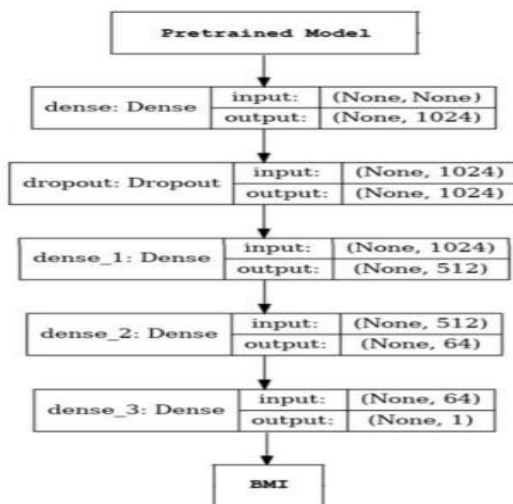 Pretrained Model
dense: Dense input: (None, None)
output: (None, 1024)
dropout: Dropout input: (None, 1024)
output: (None, 1024)
dense_1: Dense input: (None, 1024)
output: (None, 512)
dense_2: Dense input: (None, 512)
output: (None, 64)
dense_3: Dense input: (None, 64)
output: (None, 1)
BMI